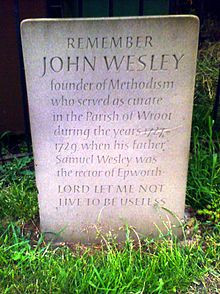 REMEMBER
JOHN WESLEY
founder of Methodism
who served as curate
in the Parish of Wroot
during the years 1727-
1729 when his father
Samuel Wesley was
the rector of Epworth
LORD LET ME NOT
LIVE TO BE USELESS